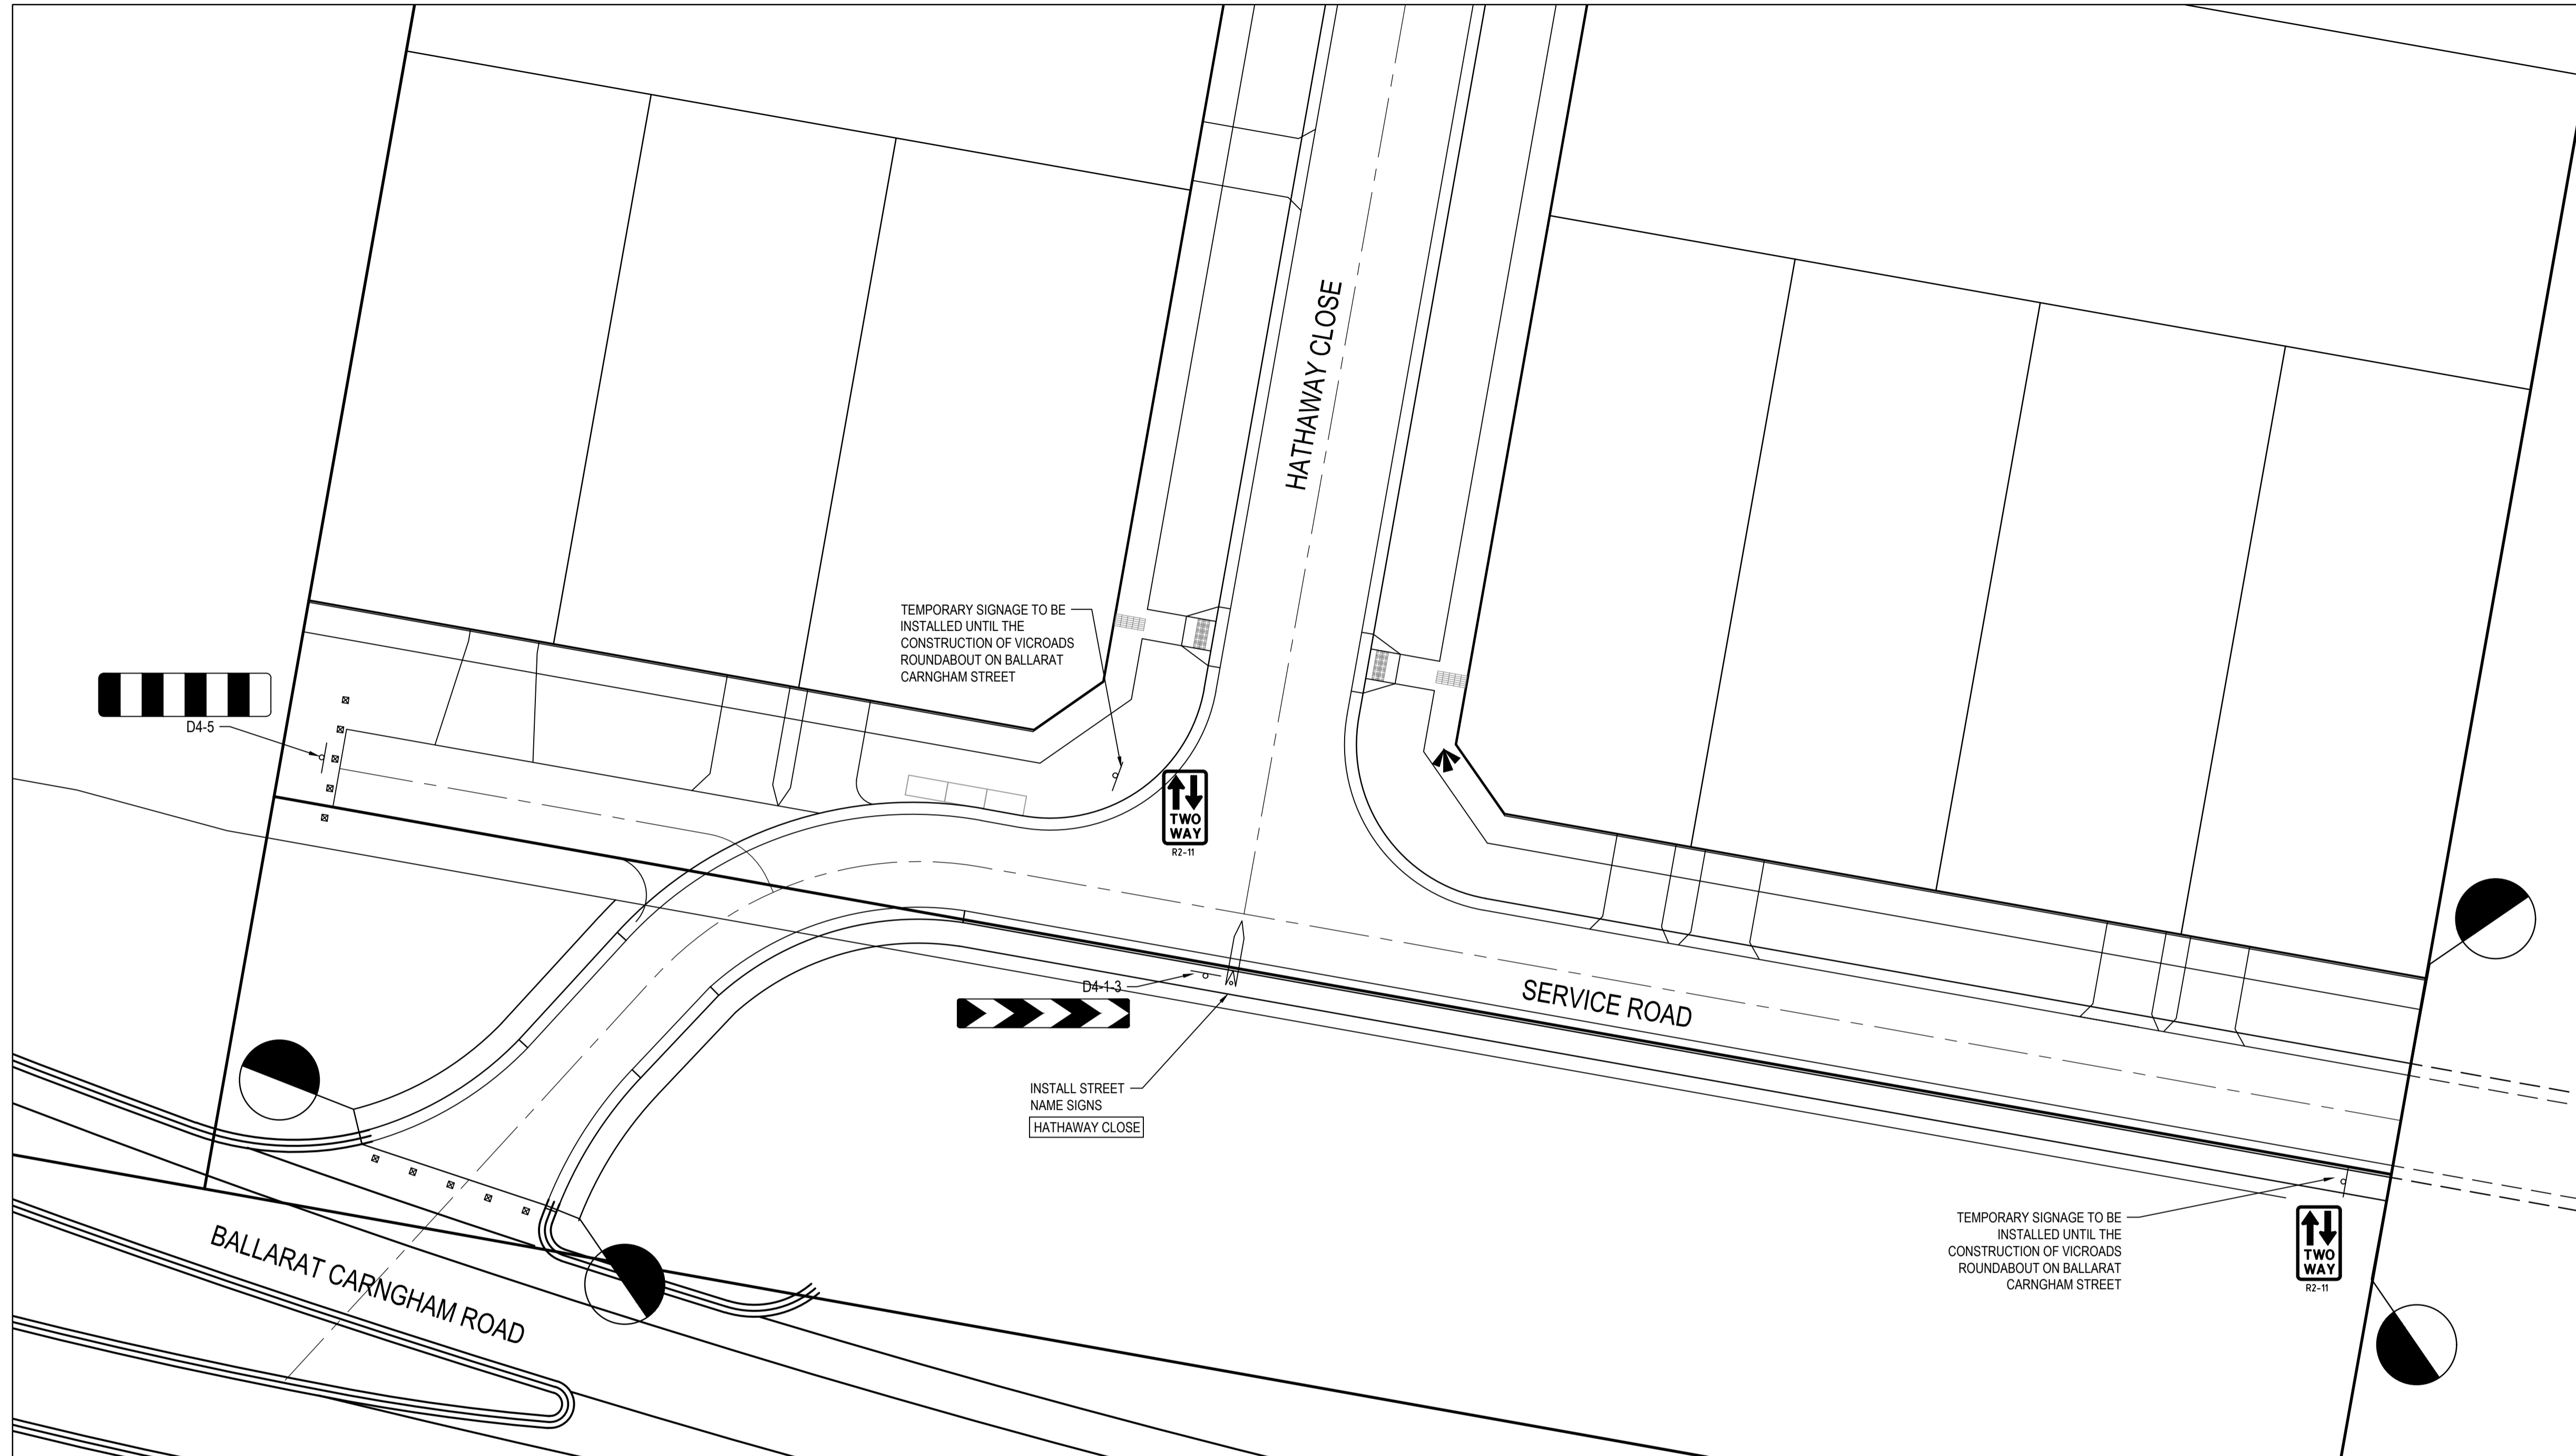 HATHAWAY CLOSE
TEMPORARY SIGNAGE TO BE
INSTALLED UNTIL THE
CONSTRUCTION OF VICROADS
ROUNDABOUT ON BALLARAT
CARNGHAM STREET
D4-5
TWO
WAY
R2-11
D4-1-3
SERVICE ROAD
INSTALL STREET
NAME SIGNS
HATHAWAY CLOSE
BALLARAT CARNGHAM ROAD
TEMPORARY SIGNAGE TO BE
INSTALLED UNTIL THE
CONSTRUCTION OF VICROADS
ROUNDABOUT ON BALLARAT
CARNGHAM STREET
TWO
WAY
R2-11